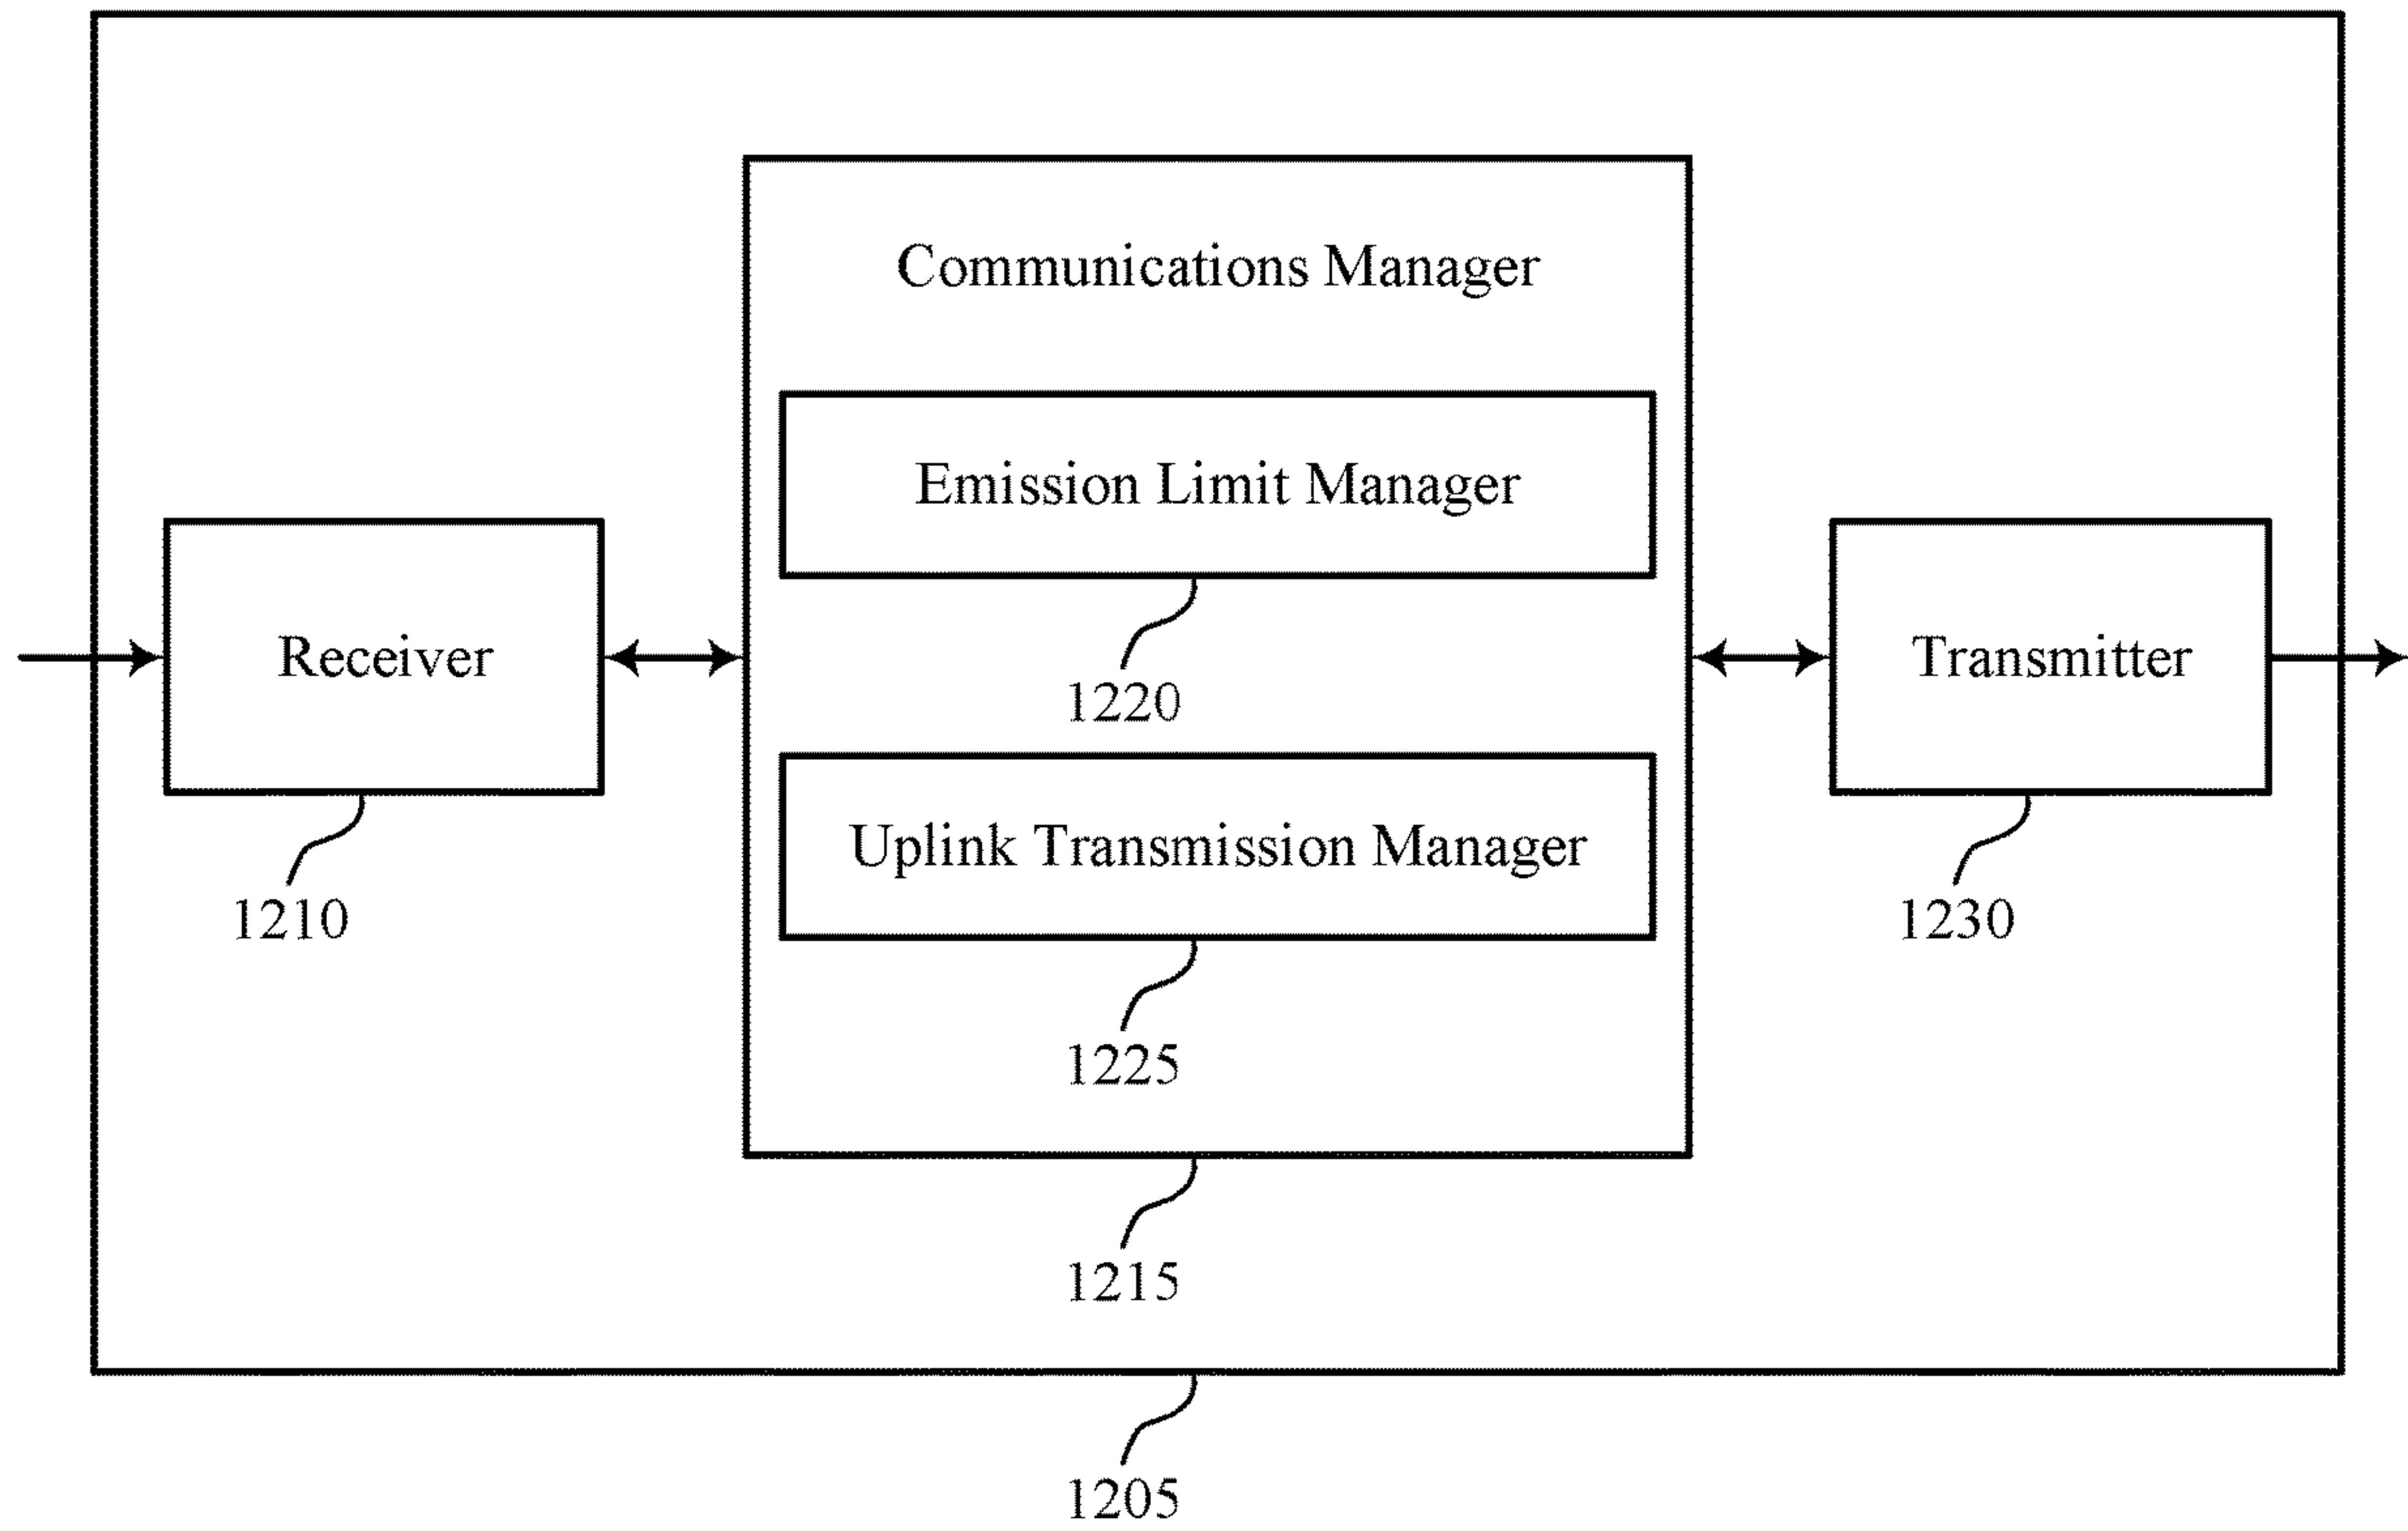 Communications Manager
Emission Limit Manager
Receiver
Transmitter
1220
Uplink Transmission Manager
1210
1230
1225
1215
1205